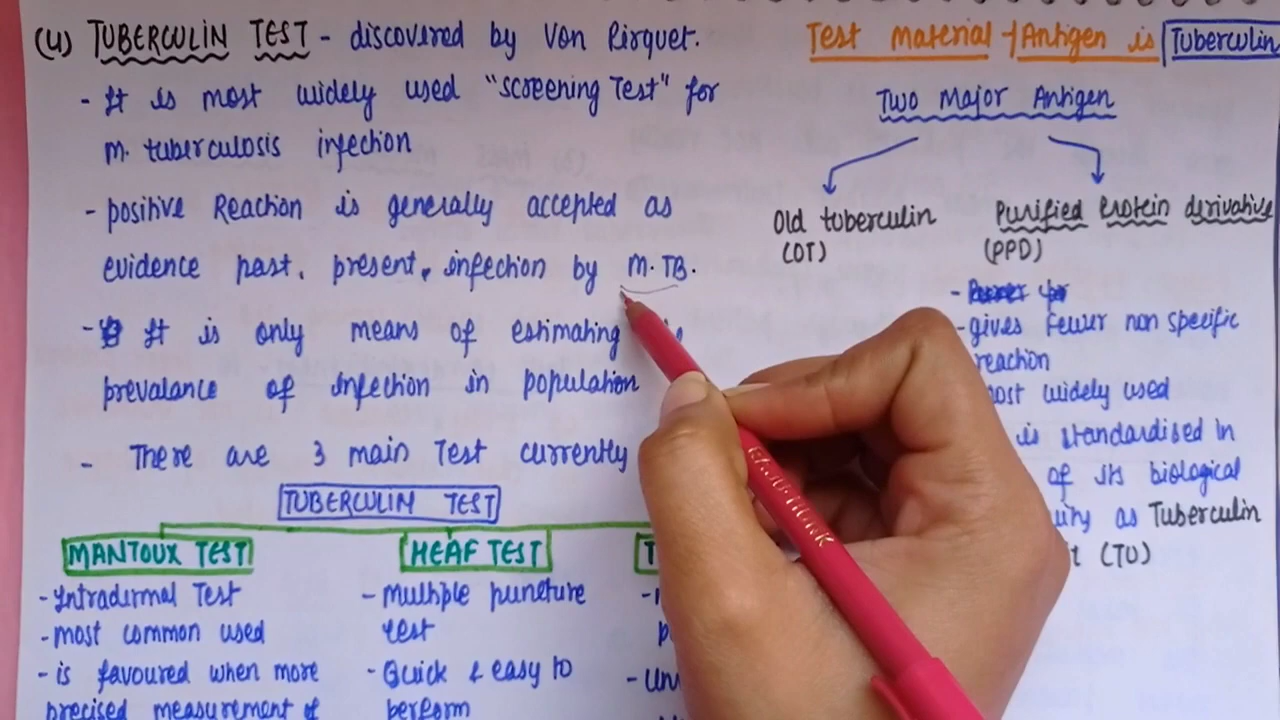 (4) TUBERCULIN TEST - discovered by Von Pirquet.
- It is most widely used "screening Test" for
m. tuberculosis infection
- positive Reaction is generally accepted as
evidence past, present, infection by M.TB.
- It is only means of estimating
prevalance of infection in population
- There are 3 main Test currently
TUBERCULIN TEST
MANTOUX TEST
- Intradermal Test
- most common used
- is favoured when more
precised measurement of
HEAF TEST
- Multiple puncture
test
- Quick & easy to
perform
T
Test Material / Antigen is Tuberculin
Two Major Antigen
Old tuberculin
(OT)
Purified Protein derivative
(PPD)
- gives fewer non specific
reaction
most widely used
is standardised in
of its biological
as Tuberculin
(TU)